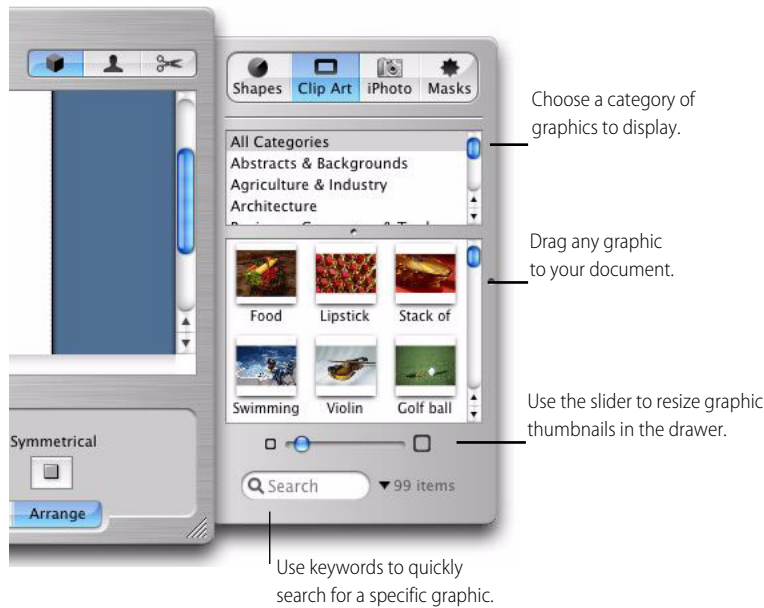 Shapes Clip Art iPhoto Masks
Choose a category of
graphics to display.
All Categories
Abstracts & Backgrounds
Agriculture & Industry
Architecture
Drag any graphic
to your document.
Food Lipstick Stack of
Swimming Violin Golf ball
Use the slider to resize graphic
thumbnails in the drawer.
Symmetrical
Search 99 items
Arrange
Use keywords to quickly
search for a specific graphic.